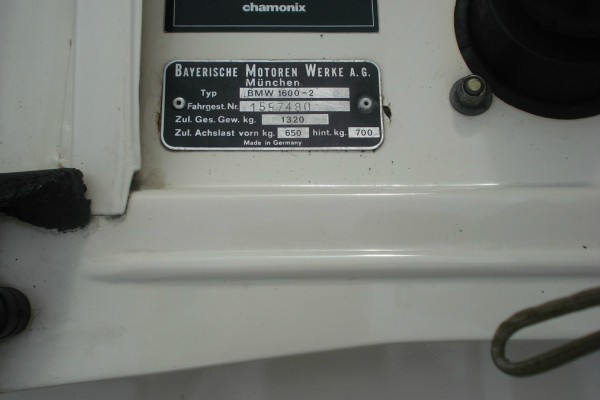 chamonix
BAYERISCHE MOTOREN WERKE A.G.
München
Typ BMW 1600-2
Fahrgest. Nr. 1557480
Zul. Ges. Gew. kg. 1320
Zul. Achslast vorn kg. 650 hint. kg. 700
Made in Germany